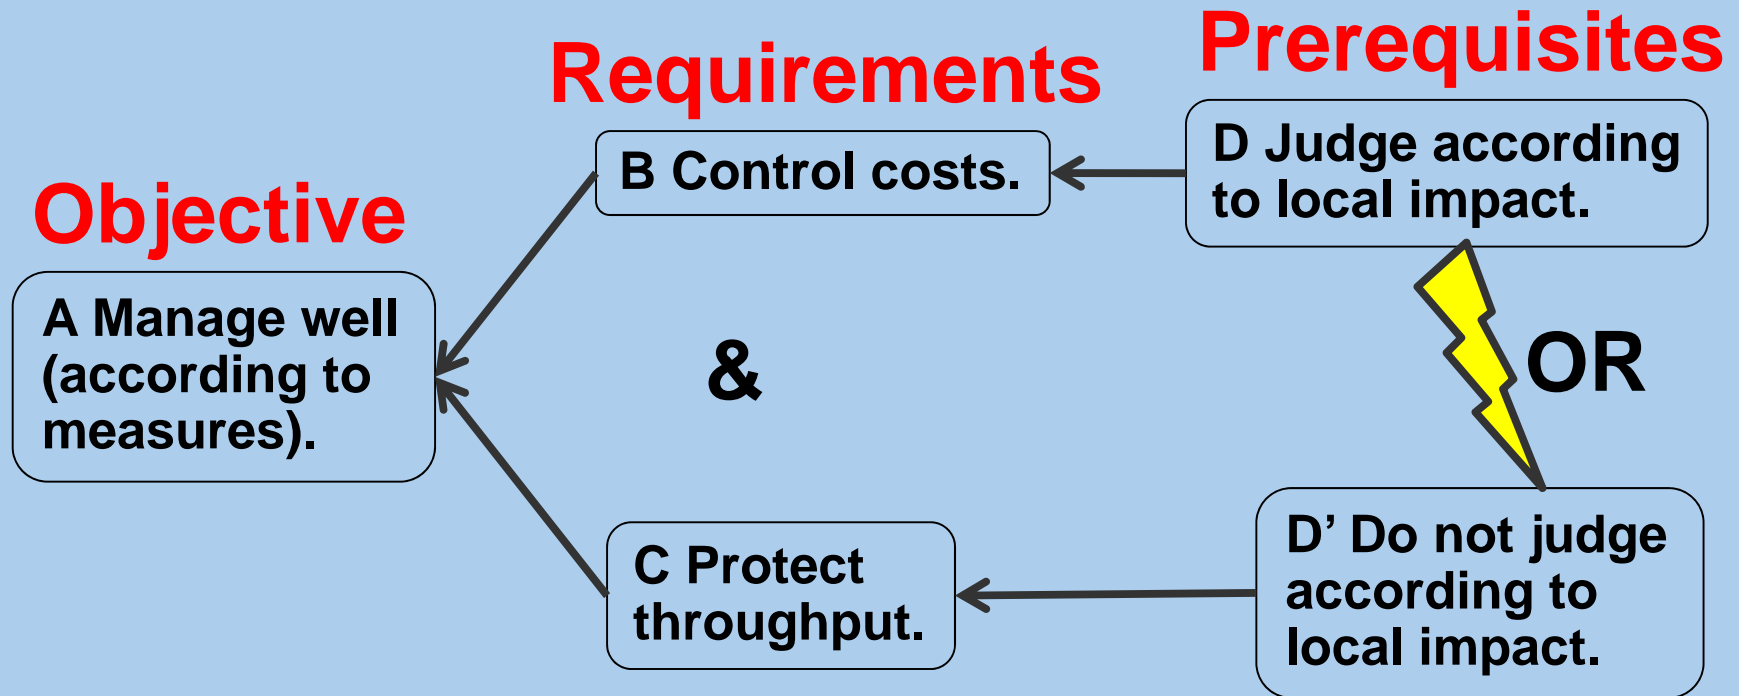 Objective
A Manage well
(according to
measures).
Requirements
B Control costs.
&
C Protect
throughput.
Prerequisites
D Judge according
to local impact.
OR
D’ Do not judge
according to
local impact.